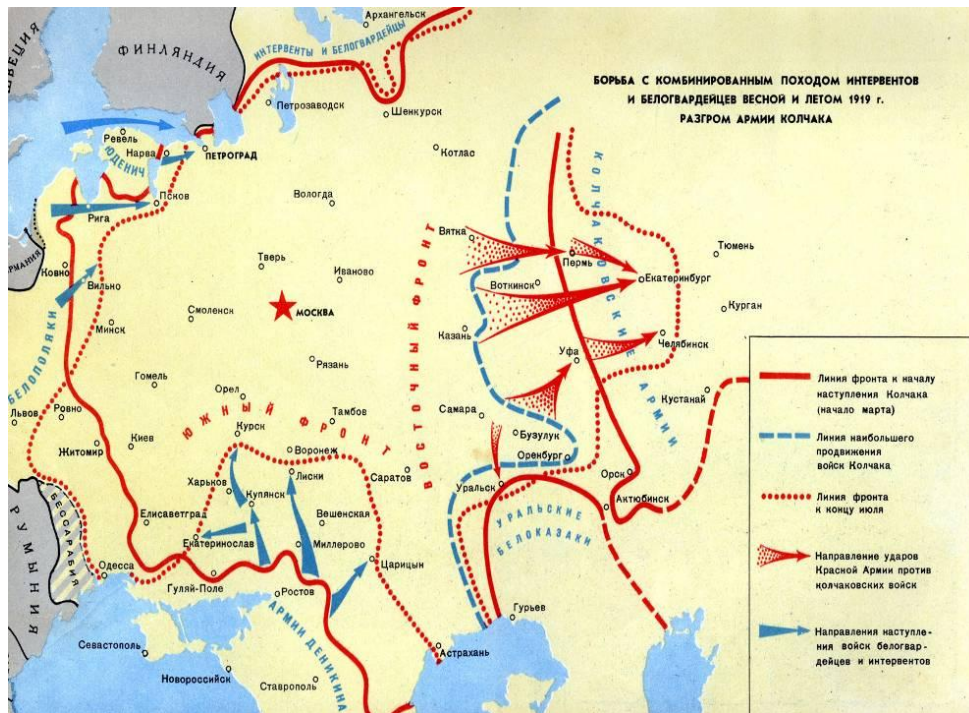 БОРЬБА С КОМБИНИРОВАННЫМ ПОХОДОМ ИНТЕРВЕНТОВ
И БЕЛОГВАРДЕЙЦЕВ ВЕСНОЙ И ЛЕТОМ 1919 г.
РАЗГРОМ АРМИИ КОЛЧАКА
ШВЕЦИЯ
ФИНЛЯНДИЯ
Архангельск
ИНТЕРВЕНТЫ И БЕЛОГВАРДЕЙЦЫ
Петрозаводск
Шенкурск
Ревель
Нарва
ЮДЕНИЧ
ПЕТРОГРАД
Котлас
Псков
Рига
Вологда
Вятка
ГЕРМАНИЯ
Ковно
Вильно
Тверь
Иваново
Пермь
Тюмень
Екатеринбург
Воткинск
КОЛЧАКОВСКИЕ АРМИИ
Минск
Смоленск
МОСКВА
Казань
Курган
Челябинск
Уфа
БЕЛОПОЛЯКИ
Рязань
ВОСТОЧНЫЙ ФРОНТ
Гомель
Орел
Тамбов
Самара
Кустанай
Львов
Ровно
ЮЖНЫЙ ФРОНТ
Курск
Бузулук
Оренбург
Житомир
Киев
Воронеж
Лиски
Саратов
Харьков
Купянск
Уральск
Орск
Актюбинск
РУМЫНИЯ
БЕССАРАБИЯ
Елисаветград
Вешенская
УРАЛЬСКИЕ
БЕЛОКАЗАКИ
Екатеринослав
Миллерово
Царицын
Одесса
Гуляй-Поле
Ростов
АРМИИ ДЕНИКИНА
Гурьев
Севастополь
Астрахань
Новороссийск
Ставрополь
Линия фронта к началу
наступления Колчака
(начало марта)
Линия наибольшего
продвижения
войск Колчака
Линия фронта
к концу июля
Направление ударов
Красной Армии против
колчаковских войск
Направления наступле-
ния войск белогвар-
дейцев и интервентов